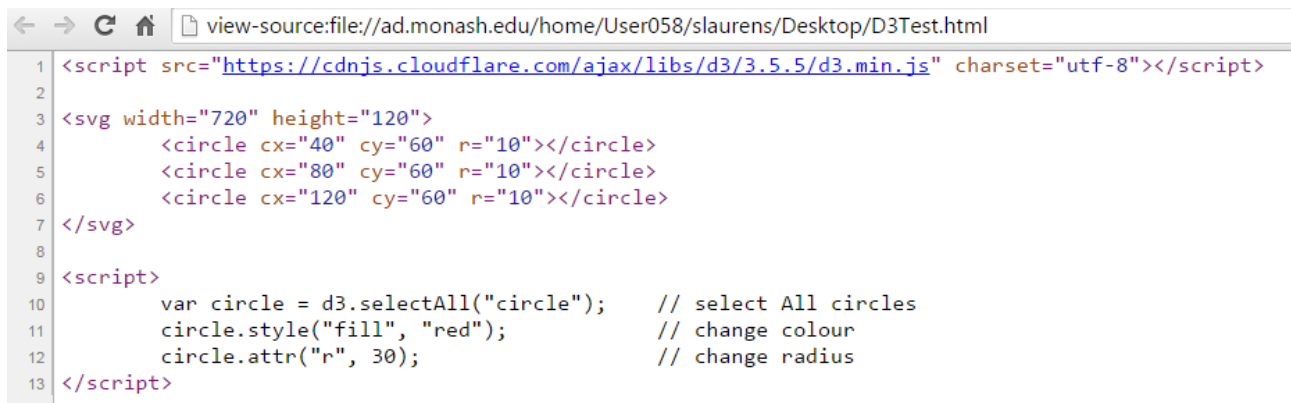 view-source:file://ad.monash.edu/home/User058/slaurens/Desktop/D3Test.html
1 <script src="https://cdnjs.cloudflare.com/ajax/libs/d3/3.5.5/d3.min.js" charset="utf-8"></script>
2
3 <svg width="720" height="120">
4 <circle cx="40" cy="60" r="10"></circle>
5 <circle cx="80" cy="60" r="10"></circle>
6 <circle cx="120" cy="60" r="10"></circle>
7 </svg>
8
9 <script>
10 var circle = d3.selectAll("circle"); // select All circles
11 circle.style("fill", "red"); // change colour
12 circle.attr("r", 30); // change radius
13 </script>